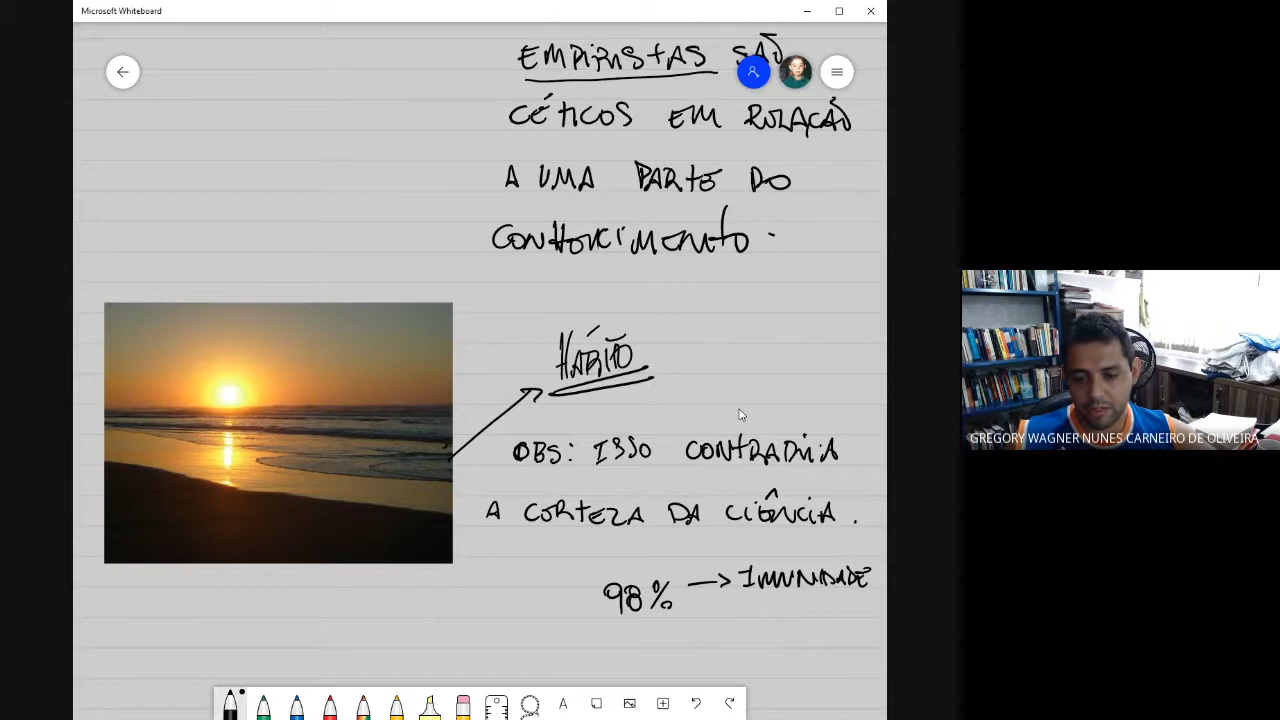 Microsoft Whiteboard
EMPIRISTAS SÃO
CÉTICOS EM RELAÇÃO
A UMA PARTE DO
CONHECIMENTO.
HÁBITO
OBS: ISSO CONTRADIZIA
A CERTEZA DA CIÊNCIA.
98% → IMUNIDADE
GREGORY WAGNER NUNES CARNEIRO DE OLIVEIRA